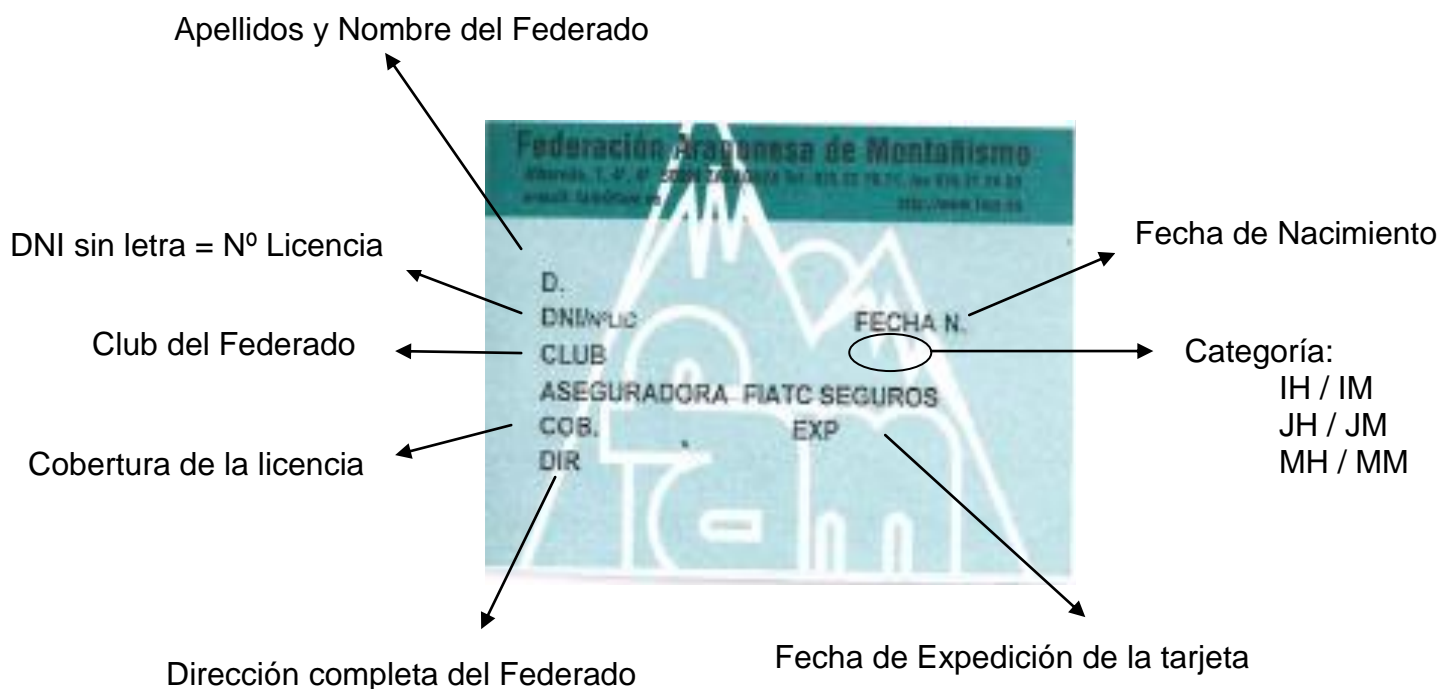 Apellidos y Nombre del Federado
Federación Aragonesa de Montañismo
DNI sin letra = Nº Licencia
Fecha de Nacimiento
D.
DNI/NºLIC
FECHA N.
Club del Federado
CLUB
Categoría:
IH / IM
JH / JM
MH / MM
ASEGURADORA FIATC SEGUROS
COB.
EXP
Cobertura de la licencia
DIR
Dirección completa del Federado
Fecha de Expedición de la tarjeta